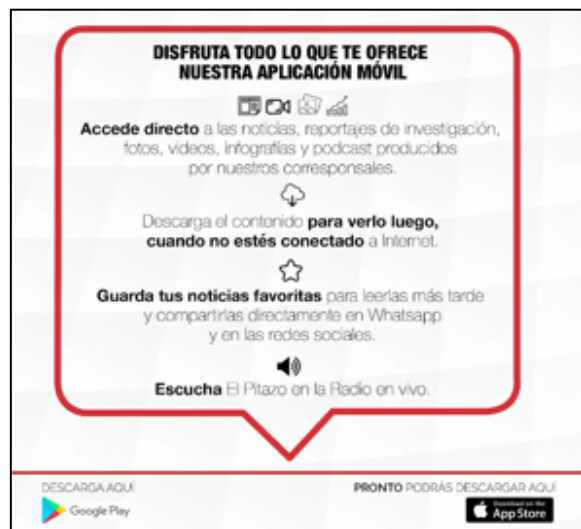 DISFRUTA TODO LO QUE TE OFRECE
NUESTRA APLICACIÓN MÓVIL
Accede directo a las noticias, reportajes de investigación,
fotos, videos, infografías y podcast producidos
por nuestros corresponsales.
Descarga el contenido para verlo luego,
cuando no estés conectado a Internet.
Guarda tus noticias favoritas para leerlas más tarde
y compartirlas directamente en Whatsapp
y en las redes sociales.
Escucha El Pitazo en la Radio en vivo.
DESCARGA AQUÍ
Google Play
PRONTO PODRÁS DESCARGAR AQUÍ
Download on the
App Store